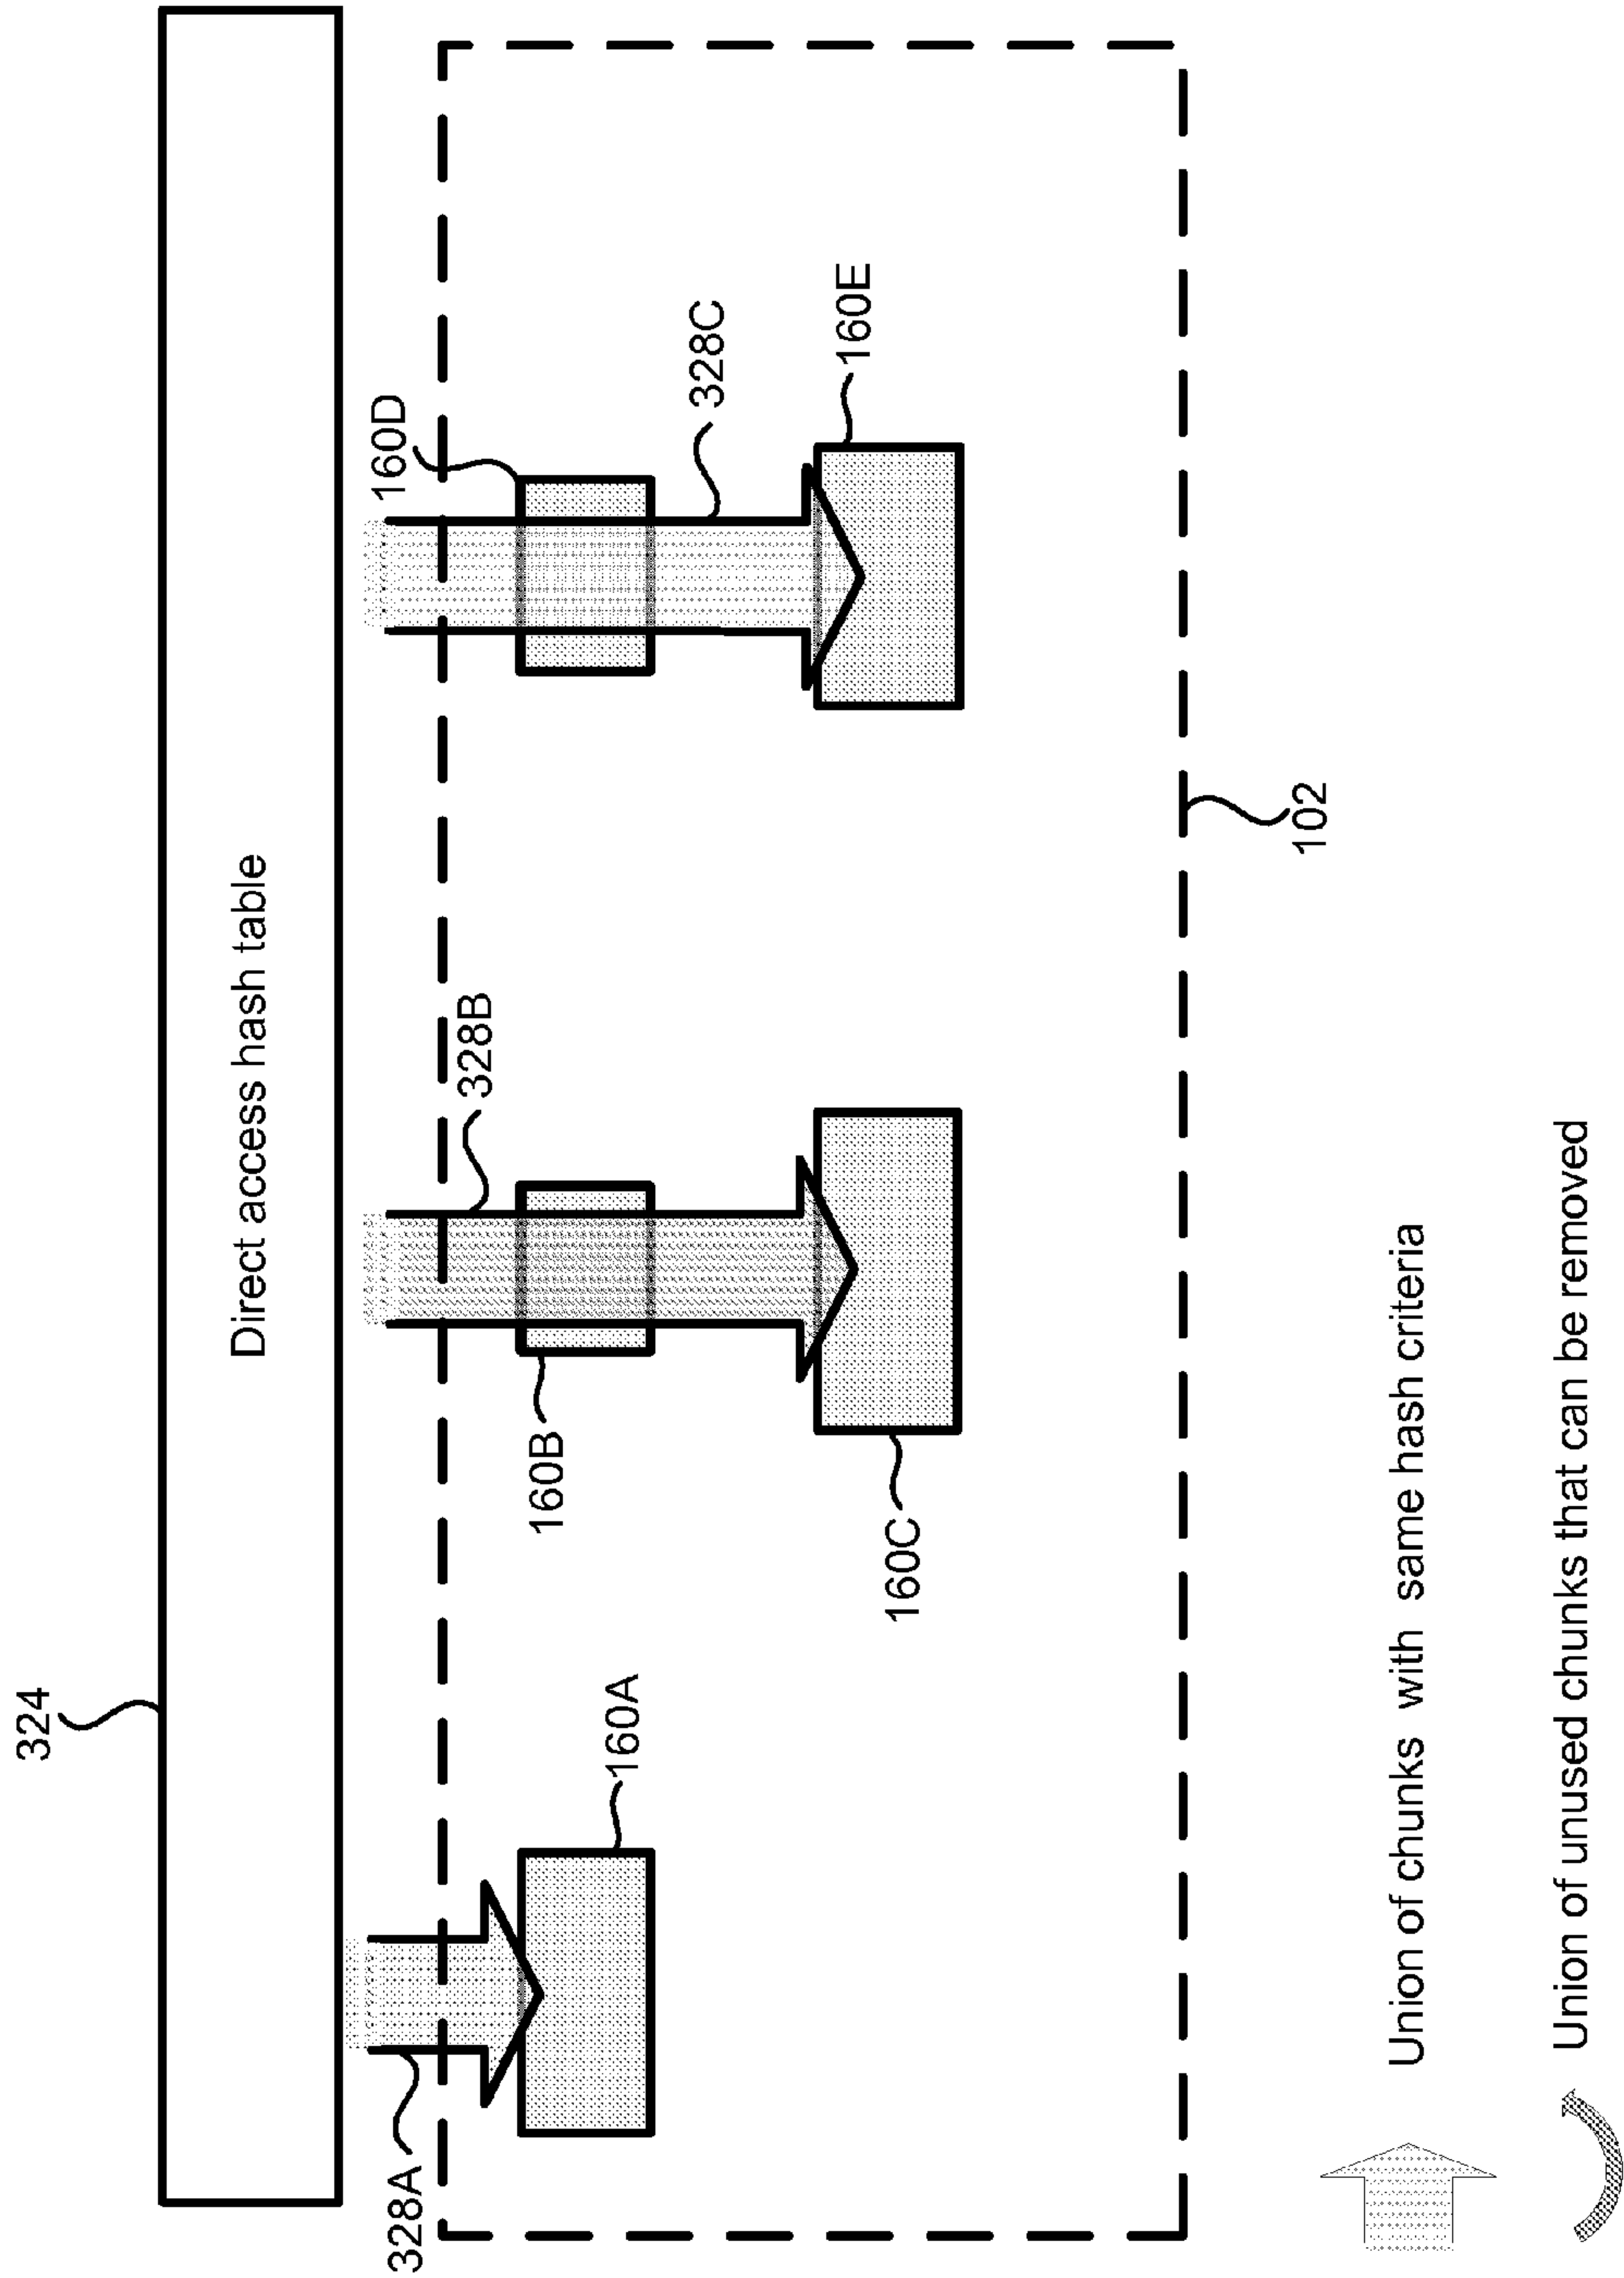 324
Direct access hash table
328A
328B
160D
160A
160B
328C
160C
160E
102
Union of chunks with same hash criteria
Union of unused chunks that can be removed